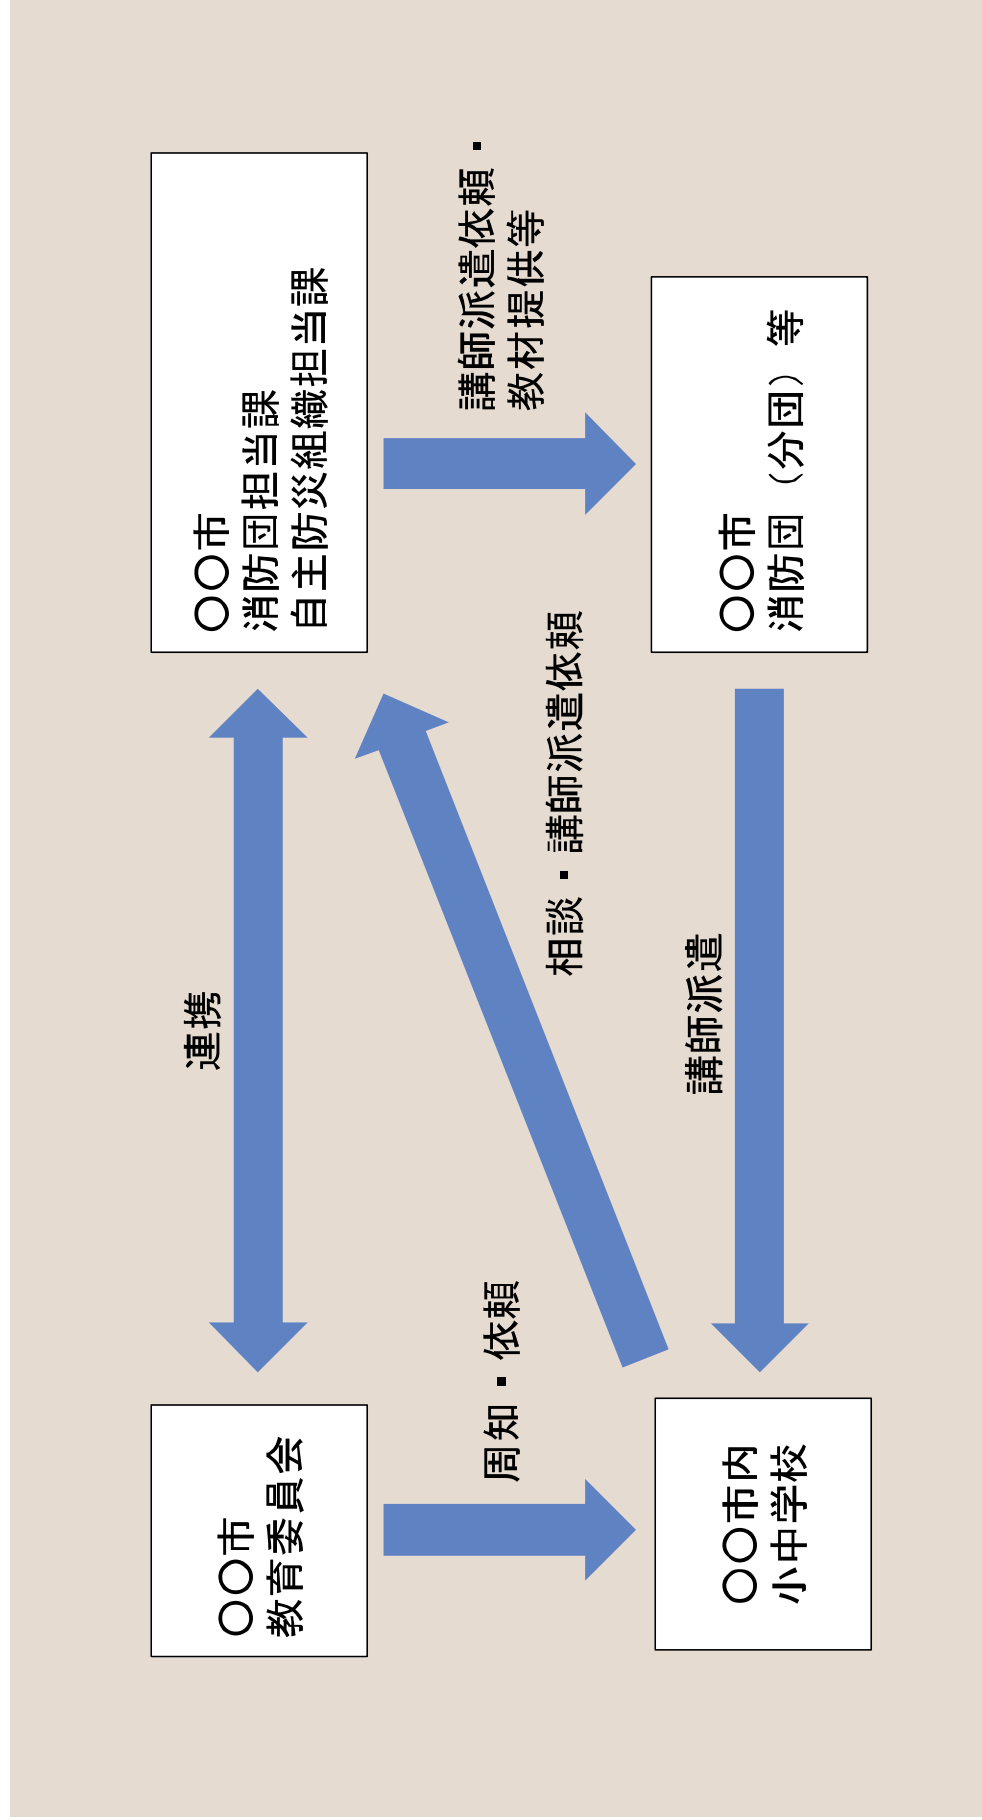 〇〇市
教育委員会
連携
〇〇市
消防団担当課
自主防災組織担当課
周知・依頼
相談・講師派遣依頼
講師派遣依頼・
教材提供等
〇〇市内
小中学校
講師派遣
〇〇市
消防団（分団）等